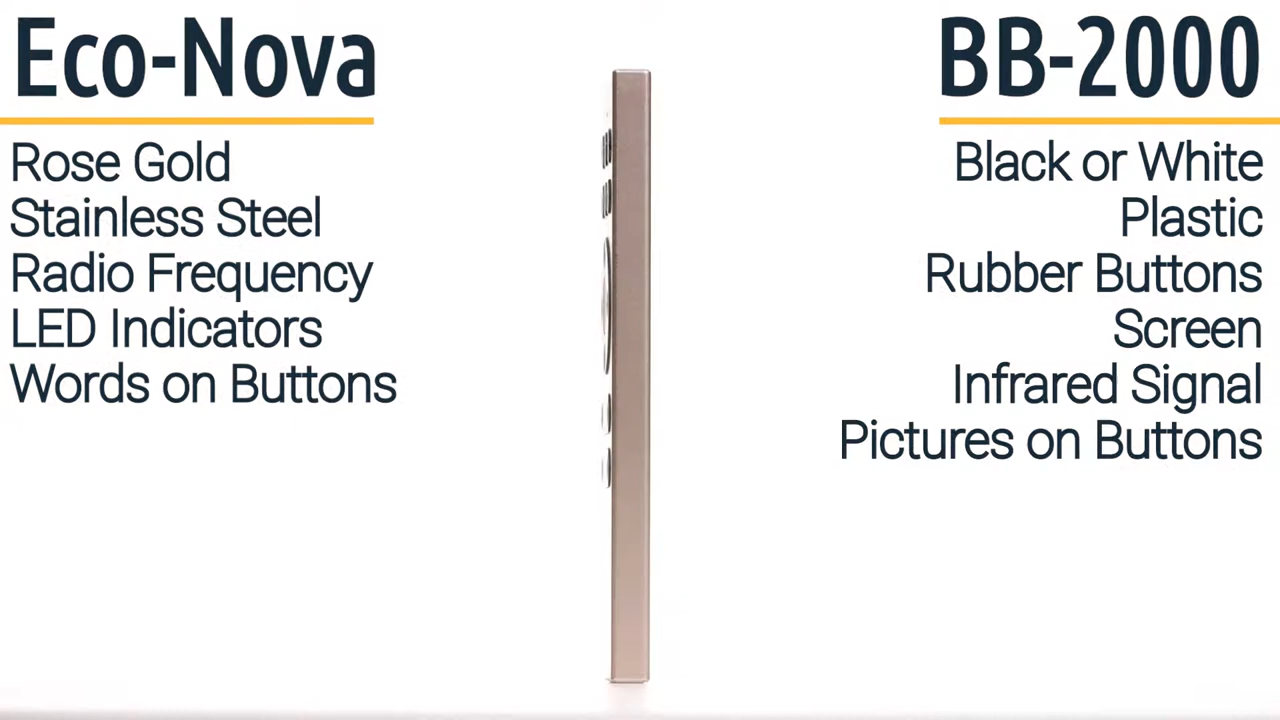 Eco-Nova
Rose Gold
Stainless Steel
Radio Frequency
LED Indicators
Words on Buttons
BB-2000
Black or White
Plastic
Rubber Buttons
Screen
Infrared Signal
Pictures on Buttons